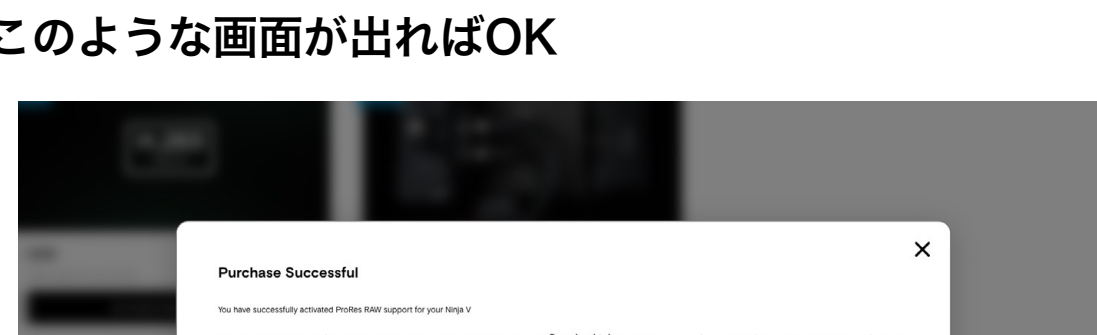 このような画面が出ればOK
Purchase Successful
You have successfully activated ProRes RAW support for your Ninja V